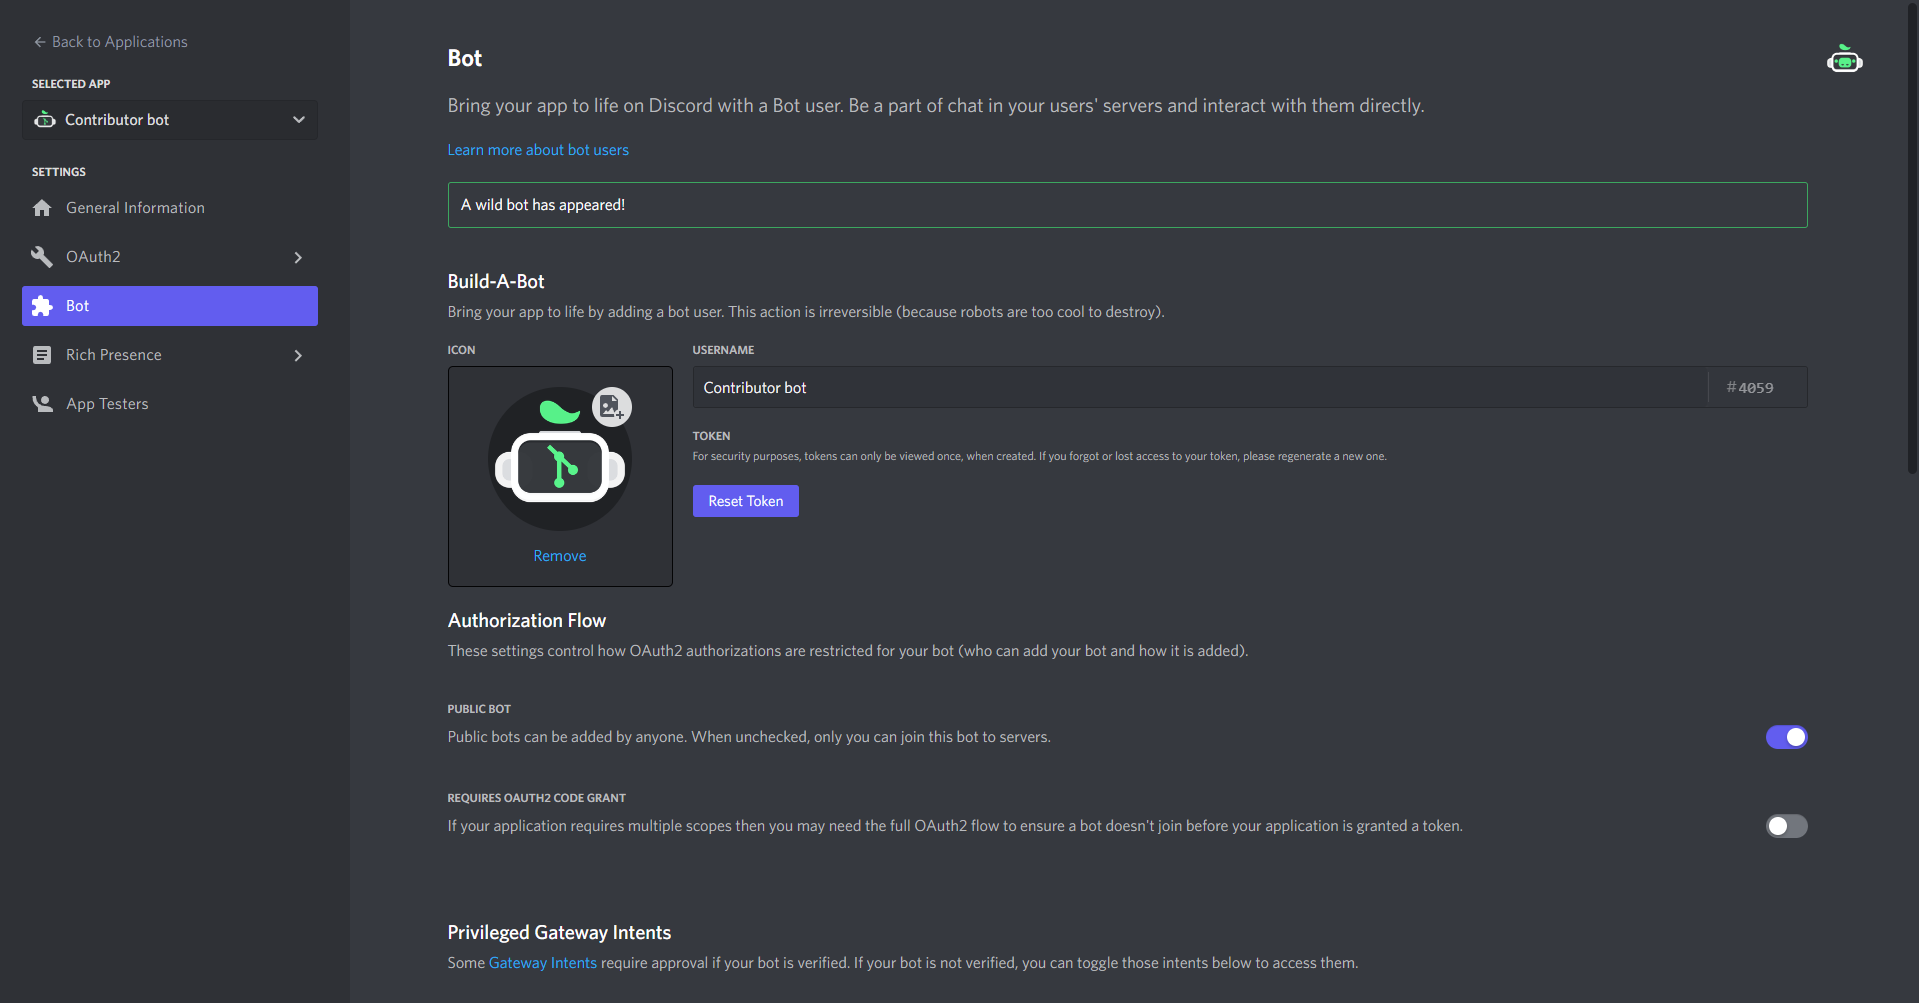 Back to Applications
SELECTED APP
Contributor bot
SETTINGS
General Information
OAuth2
Bot
Rich Presence
App Testers
Bot
Bring your app to life on Discord with a Bot user. Be a part of chat in your users' servers and interact with them directly.
Learn more about bot users
A wild bot has appeared!
Build-A-Bot
Bring your app to life by adding a bot user. This action is irreversible (because robots are too cool to destroy).
ICON
Remove
USERNAME
Contributor bot #4059
TOKEN
For security purposes, tokens can only be viewed once, when created. If you forgot or lost access to your token, please regenerate a new one.
Reset Token
Authorization Flow
These settings control how OAuth2 authorizations are restricted for your bot (who can add your bot and how it is added).
PUBLIC BOT
Public bots can be added by anyone. When unchecked, only you can join this bot to servers.
REQUIRES OAUTH2 CODE GRANT
If your application requires multiple scopes then you may need the full OAuth2 flow to ensure a bot doesn't join before your application is granted a token.
Privileged Gateway Intents
Some Gateway Intents require approval if your bot is verified. If your bot is not verified, you can toggle those intents below to access them.